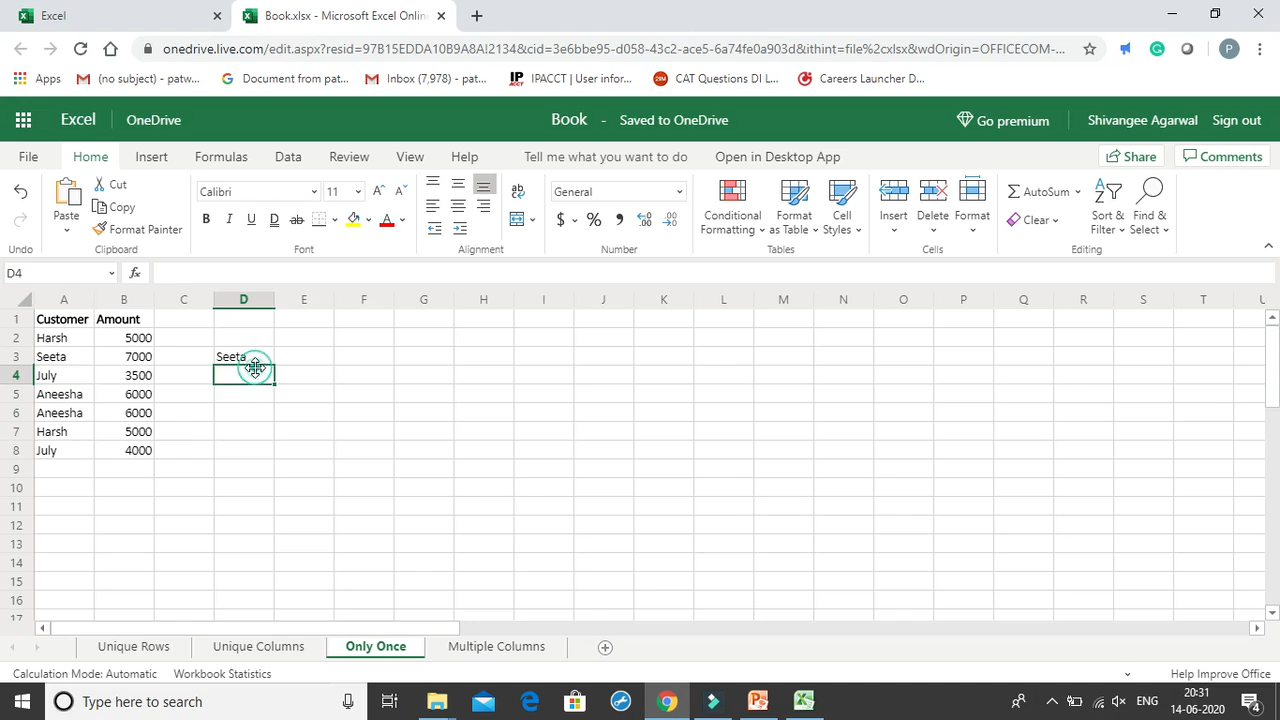 Excel
Book.xlsx - Microsoft Excel Onlin
onedrive.live.com/edit.aspx?resid=97B15EDDA10B9A8A!2134&cid=3e6bbe95-d058-43c2-ace5-6a74fe0a903d&ithint=file%2cxlsx&wdOrigin=OFFICECOM-...
P
Apps
(no subject) - patw...
Document from pat...
Inbox (7,978) - pat...
IPACCT | User info...
CAT Questions DI L...
Careers Launcher D...
Excel
OneDrive
Book - Saved to OneDrive
Go premium
Shivangee Agarwal
Sign out
File Home Insert Formulas Data Review View Help Tell me what you want to do Open in Desktop App Share Comments
Paste
Cut
Copy
Format Painter
Calibri 11
B I U D ab A
ab
General
$ % 9
Conditional Formatting
Format as Table
Cell Styles
Insert
Delete
Format
AutoSum
Clear
Sort & Filter
Find & Select
Undo Clipboard Font Alignment Number Tables Cells Editing
D4 fx
A B C D E F G H I J K L M N O P Q R S T U
1 Customer Amount
2 Harsh 5000
3 Seeta 7000 Seeta
4 July 3500
5 Aneesha 6000
6 Aneesha 6000
7 Harsh 5000
8 July 4000
9
10
11
12
13
14
15
16
17
Unique Rows Unique Columns Only Once Multiple Columns
Calculation Mode: Automatic Workbook Statistics Help Improve Office
Type here to search
ENG
20:31
14-06-2020
4